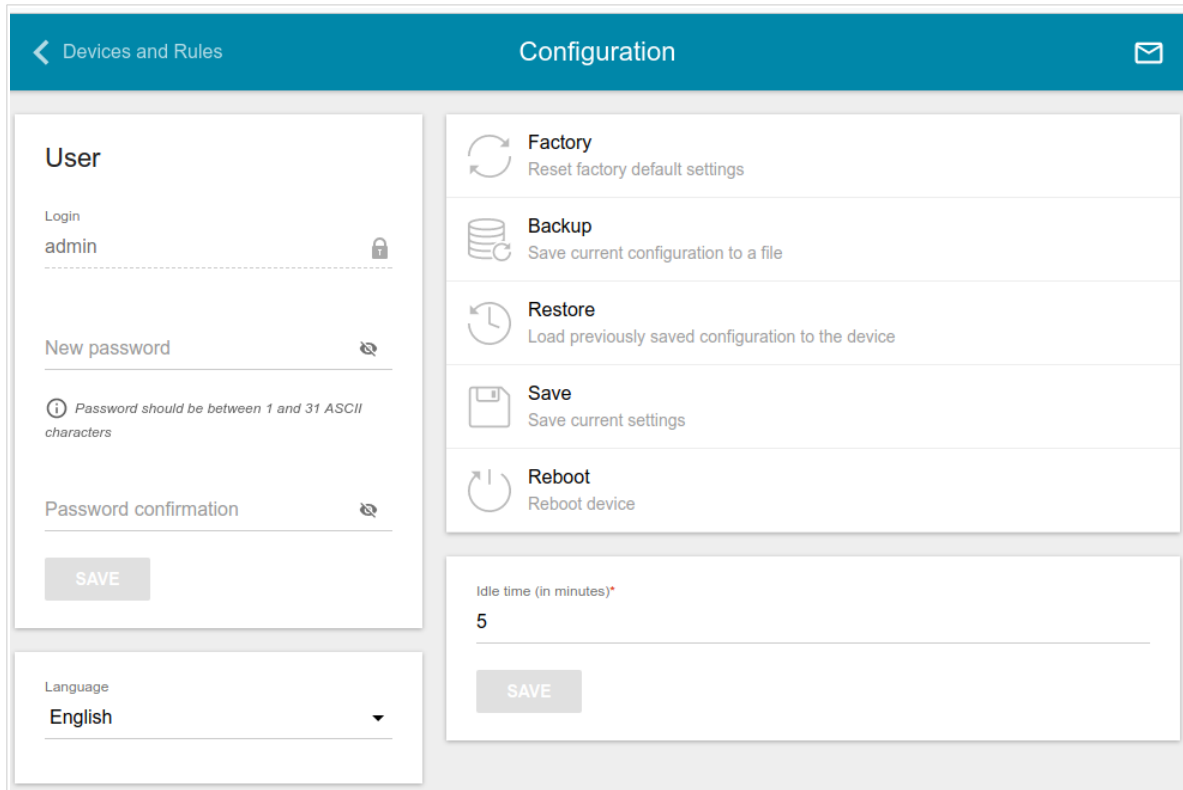 Devices and Rules
Configuration
User
Login
admin
New password
Password should be between 1 and 31 ASCII
characters
Password confirmation
SAVE
Language
English
Factory
Reset factory default settings
Backup
Save current configuration to a file
Restore
Load previously saved configuration to the device
Save
Save current settings
Reboot
Reboot device
Idle time (in minutes)*
5
SAVE